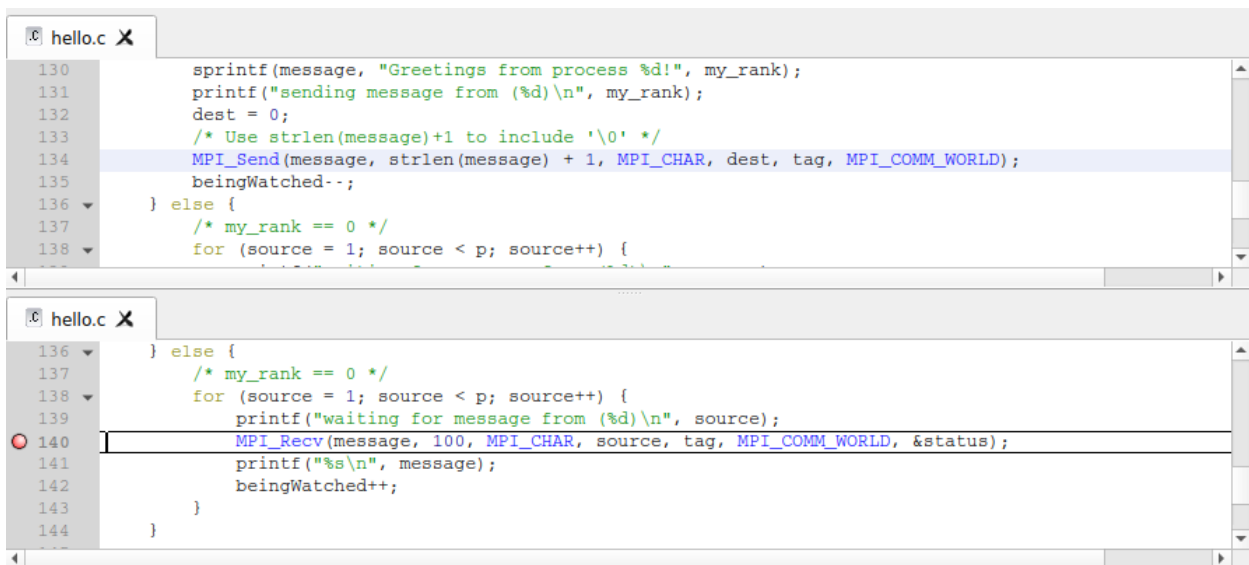 hello.c
130 sprintf(message, "Greetings from process %d!", my_rank);
131 printf("sending message from (%d)\n", my_rank);
132 dest = 0;
133 /* Use strlen(message)+1 to include '\0' */
134 MPI_Send(message, strlen(message) + 1, MPI_CHAR, dest, tag, MPI_COMM_WORLD);
135 beingWatched--;
136 } else {
137 /* my_rank == 0 */
138 for (source = 1; source < p; source++) {
hello.c
136 } else {
137 /* my_rank == 0 */
138 for (source = 1; source < p; source++) {
139 printf("waiting for message from (%d)\n", source);
140 MPI_Recv(message, 100, MPI_CHAR, source, tag, MPI_COMM_WORLD, &status);
141 printf("%s\n", message);
142 beingWatched++;
143 }
144 }